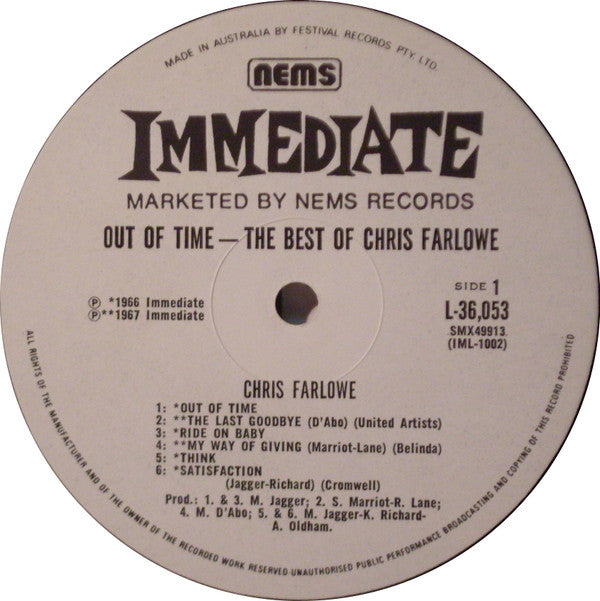 MADE IN AUSTRALIA BY FESTIVAL RECORDS PTY. LTD.
nems
IMMEDIATE
MARKETED BY NEMS RECORDS
OUT OF TIME — THE BEST OF CHRIS FARLOWE
SIDE 1
L-36,053
SMX49913
(IML-1002)
Ⓟ *1966 Immediate
Ⓟ**1967 Immediate
CHRIS FARLOWE
1: *OUT OF TIME
2: **THE LAST GOODBYE (D'Abo) (United Artists)
3: *RIDE ON BABY
4: **MY WAY OF GIVING (Marriot-Lane) (Belinda)
5: *THINK
6: *SATISFACTION
(Jagger-Richard) (Cromwell)
Prod.: 1. & 3. M. Jagger; 2. S. Marriot-R. Lane;
4. M. D'Abo; 5. & 6. M. Jagger-K. Richard-
A. Oldham.
ALL RIGHTS OF THE MANUFACTURER AND OF THE OWNER OF THE RECORDED WORK RESERVED-UNAUTHORISED PUBLIC PERFORMANCE BROADCASTING AND COPYING OF THIS RECORD PROHIBITED